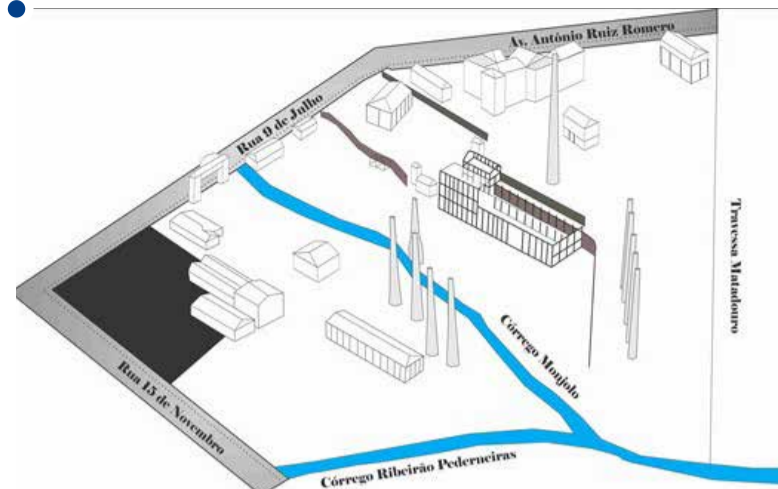 Av. Antônio Ruiz Romero
Rua 9 de Julho
Travessa Matadouro
Córrego Monjolo
Rua 15 de Novembro
Córrego Ribeirão Pederneiras